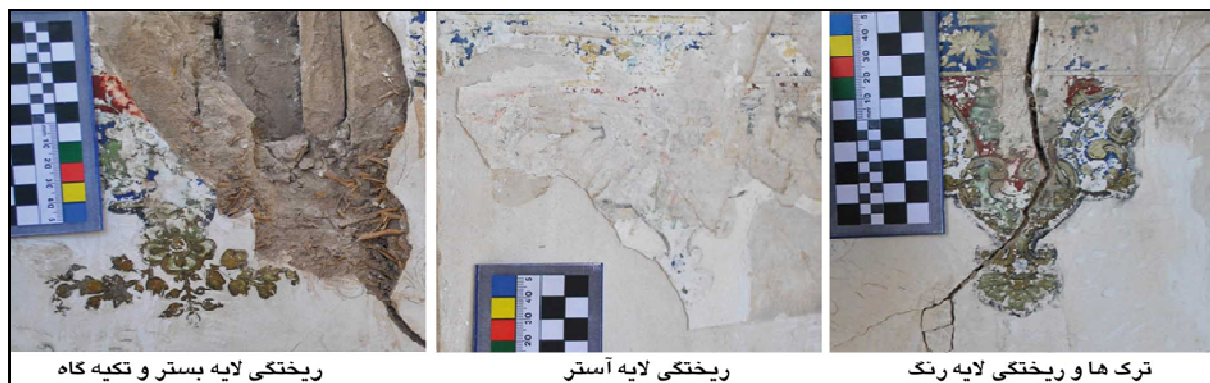 ترک ها و ریختگی لایه رنگ
ریختگی لایه آستر
ریختگی لایه بستر و تکیه گاه